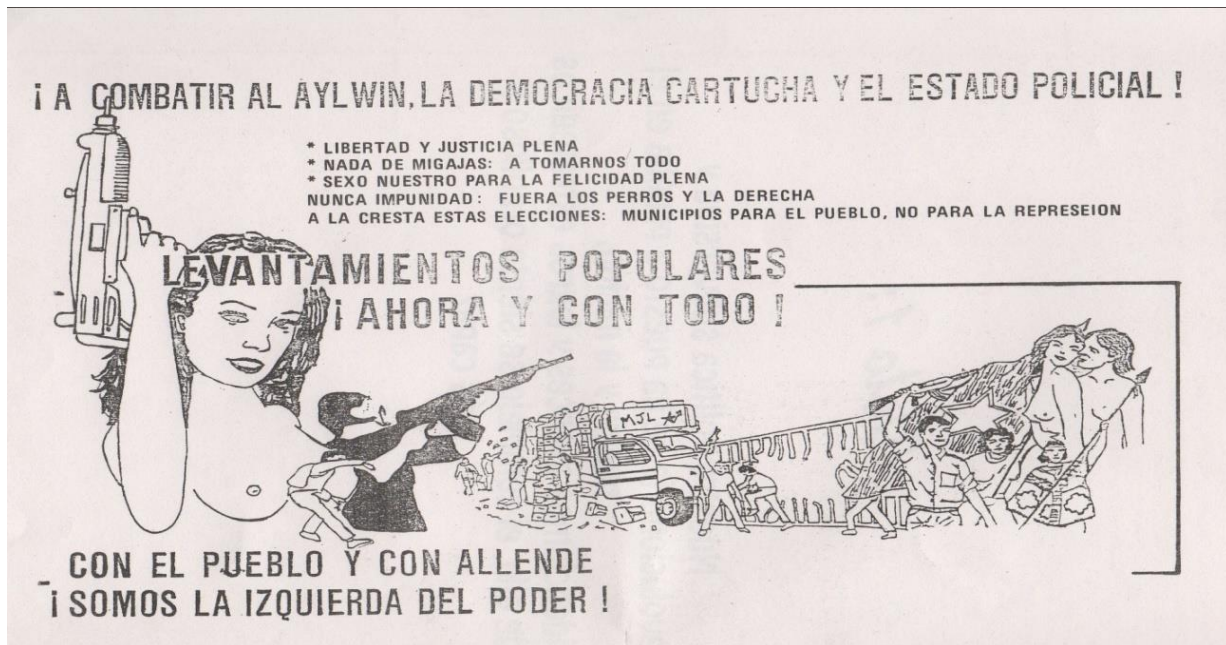 ¡ A COMBATIR AL AYLWIN, LA DEMOCRACIA CARTUCHA Y EL ESTADO POLICIAL !
* LIBERTAD Y JUSTICIA PLENA
* NADA DE MIGAJAS: A TOMARNOS TODO
* SEXO NUESTRO PARA LA FELICIDAD PLENA
NUNCA IMPUNIDAD: FUERA LOS PERROS Y LA DERECHA
A LA CRESTA ESTAS ELECCIONES: MUNICIPIOS PARA EL PUEBLO, NO PARA LA REPRESEION
LEVANTAMIENTOS POPULARES
¡ AHORA Y CON TODO !
MJL
CON EL PUEBLO Y CON ALLENDE
¡ SOMOS LA IZQUIERDA DEL PODER !